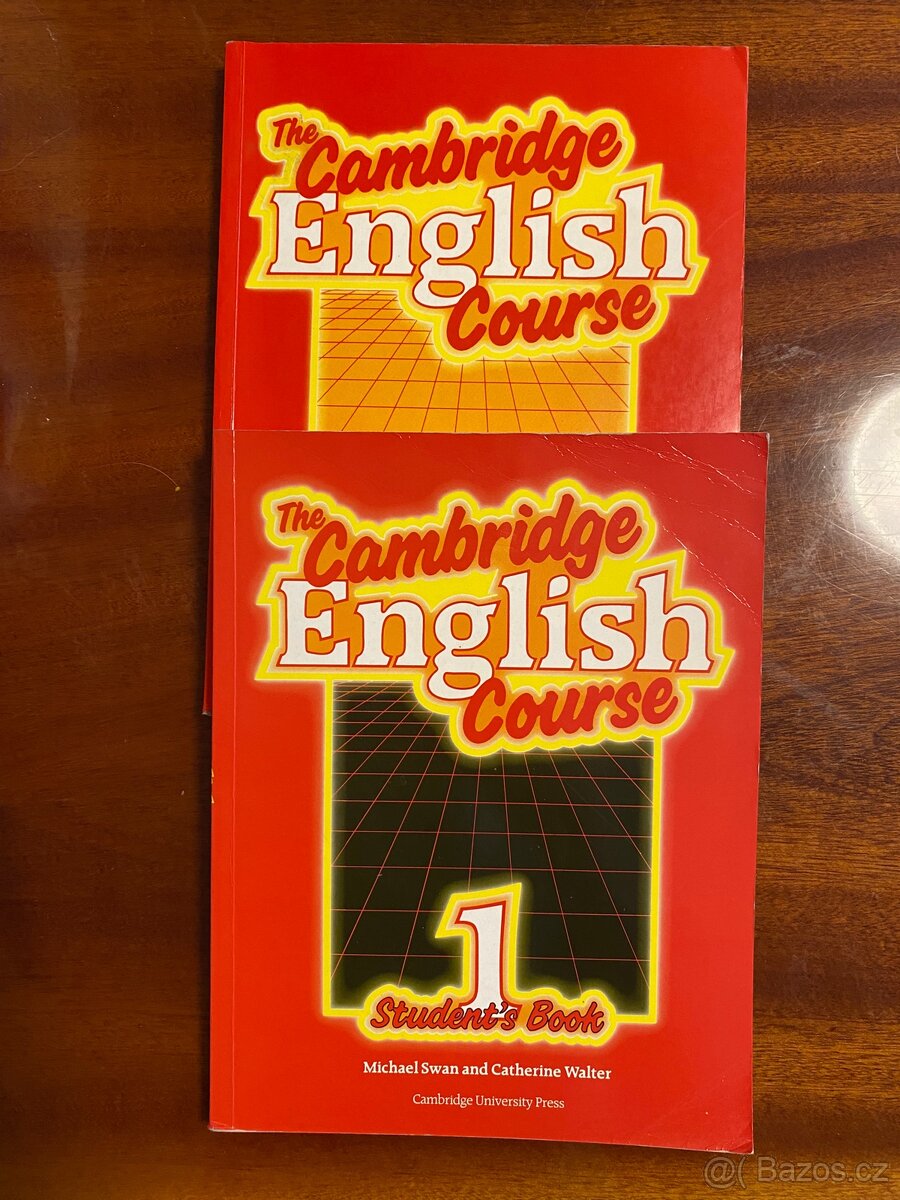 The
Cambridge
English
Course
The
Cambridge
English
Course
1
Student's Book
Michael Swan and Catherine Walter
Cambridge University Press
@( Bazos.cz